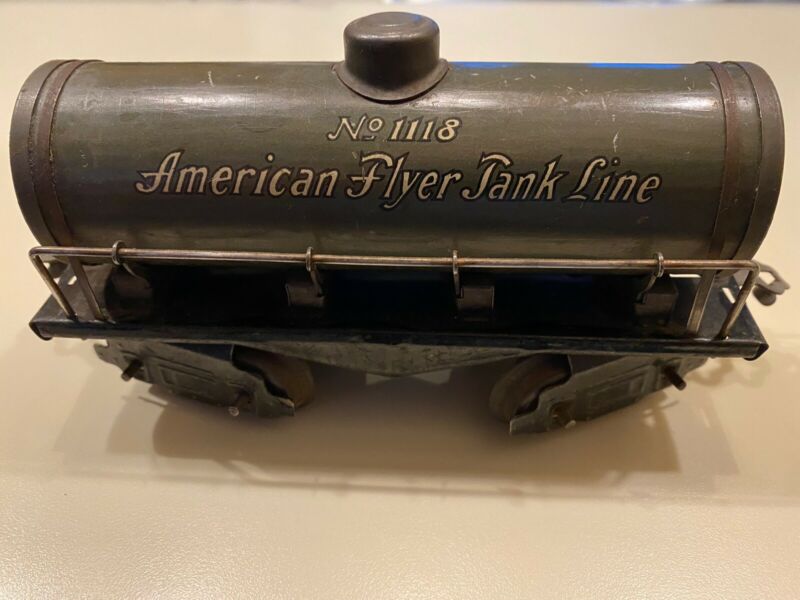 No 1118
American Flyer Tank Line